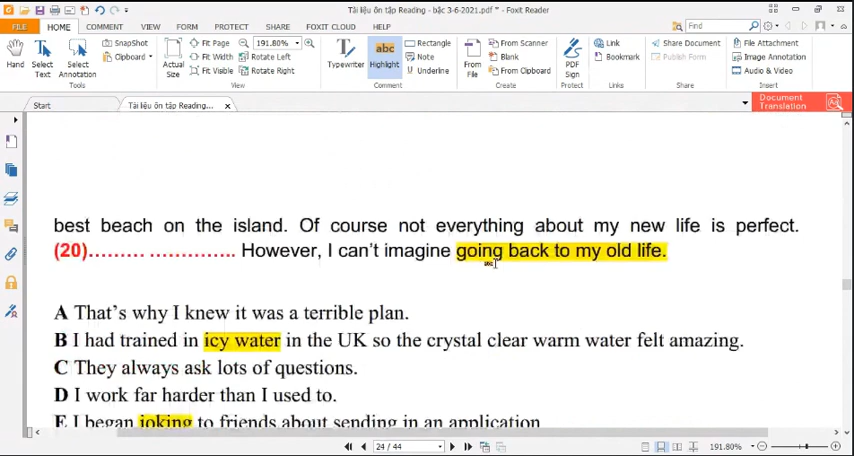 Tài liệu ôn tập Reading - bậc 3-6-2021.pdf * - Foxit Reader
FILE HOME COMMENT VIEW FORM PROTECT SHARE FOXIT CLOUD HELP
Find
Hand
Select Text
Select Annotation
SnapShot
Clipboard
Tools
Actual Size
Fit Page
Fit Width
Fit Visible
191.80%
Rotate Left
Rotate Right
View
Typewriter
Highlight
Rectangle
Note
Underline
Comment
From File
From Scanner
Blank
From Clipboard
Create
PDF Sign
Protect
Link
Bookmark
Links
Share Document
Publish Form
Share
File Attachment
Image Annotation
Audio & Video
Insert
Start
Tài liệu ôn tập Reading...
Document Translation
best beach on the island. Of course not everything about my new life is perfect.
(20)......... .............. However, I can't imagine going back to my old life.
A That's why I knew it was a terrible plan.
B I had trained in icy water in the UK so the crystal clear warm water felt amazing.
C They always ask lots of questions.
D I work far harder than I used to.
E I began joking to friends about sending in an application
24 / 44
191.80%